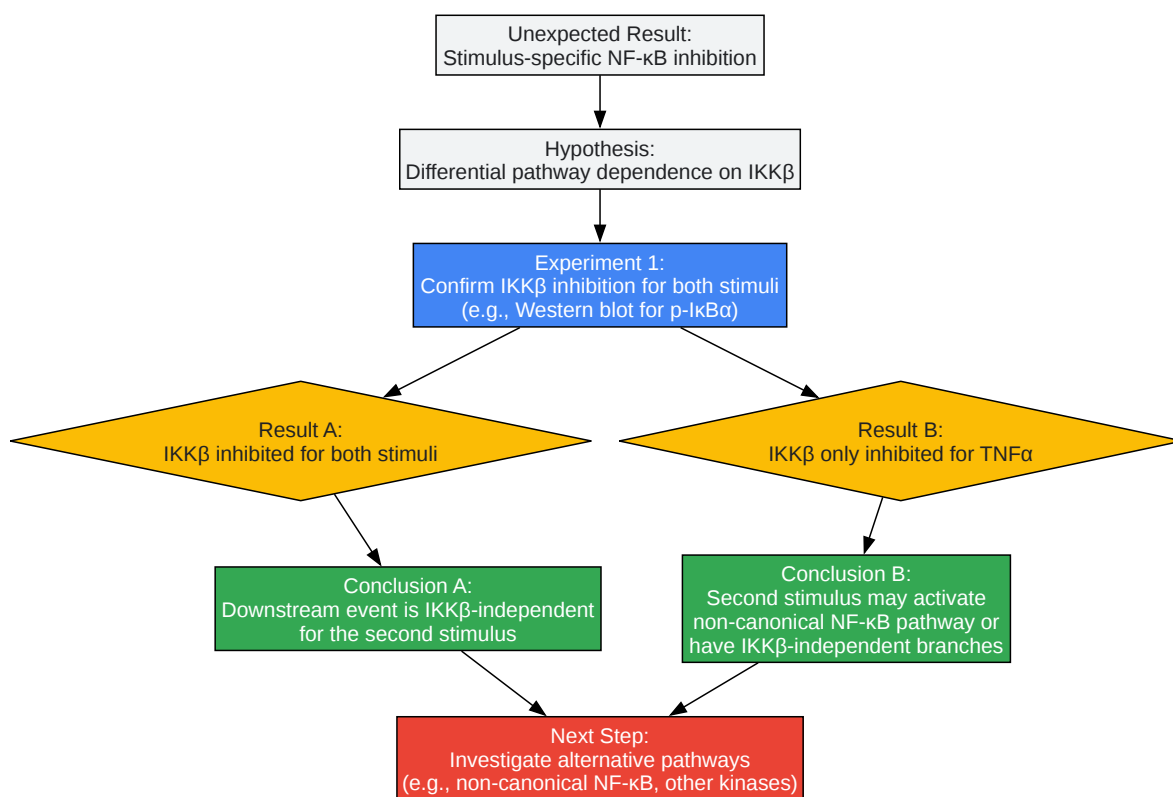 Unexpected Result:
Stimulus-specific NF-κB inhibition
Hypothesis:
Differential pathway dependence on IKKβ
Experiment 1:
Confirm IKKβ inhibition for both stimuli
(e.g., Western blot for p-IκBα)
Result A:
IKKβ inhibited for both stimuli
Result B:
IKKβ only inhibited for TNFα
Conclusion A:
Downstream event is IKKβ-independent
for the second stimulus
Conclusion B:
Second stimulus may activate
non-canonical NF-κB pathway or
have IKKβ-independent branches
Next Step:
Investigate alternative pathways
(e.g., non-canonical NF-κB, other kinases)